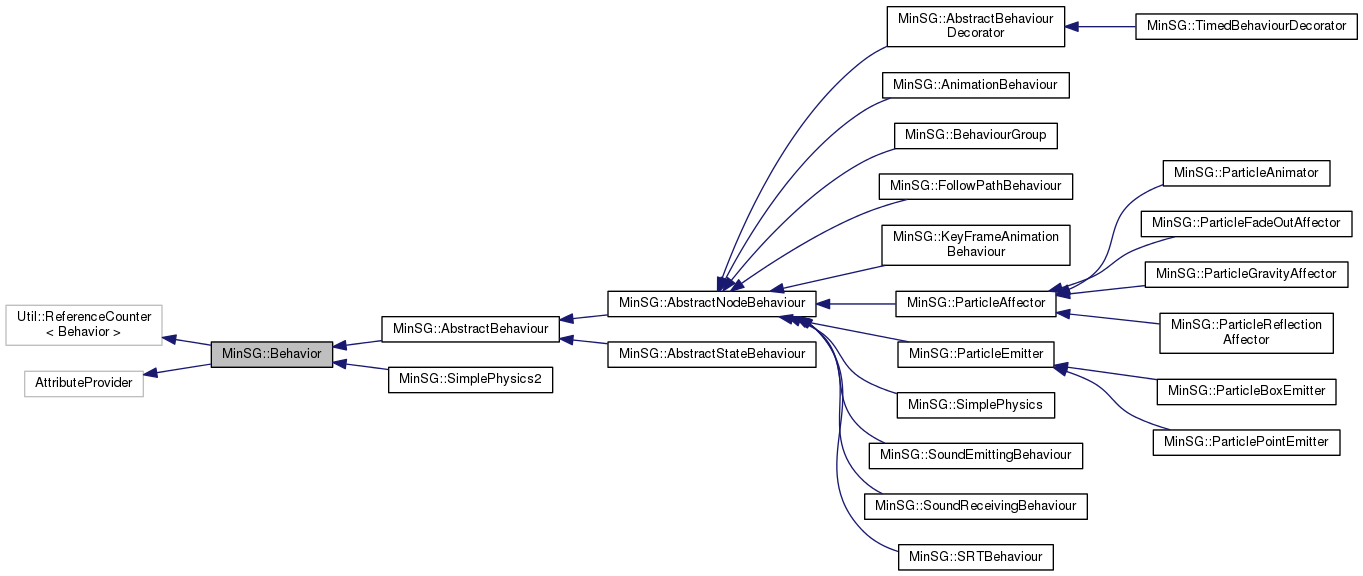 Util::ReferenceCounter
< Behavior >
AttributeProvider
MinSG::Behavior
MinSG::AbstractBehaviour
MinSG::SimplePhysics2
MinSG::AbstractNodeBehaviour
MinSG::AbstractStateBehaviour
MinSG::AbstractBehaviour
Decorator
MinSG::AnimationBehaviour
MinSG::BehaviourGroup
MinSG::FollowPathBehaviour
MinSG::KeyFrameAnimation
Behaviour
MinSG::ParticleAffector
MinSG::ParticleEmitter
MinSG::SimplePhysics
MinSG::SoundEmittingBehaviour
MinSG::SoundReceivingBehaviour
MinSG::SRTBehaviour
MinSG::TimedBehaviourDecorator
MinSG::ParticleAnimator
MinSG::ParticleFadeOutAffector
MinSG::ParticleGravityAffector
MinSG::ParticleReflection
Affector
MinSG::ParticleBoxEmitter
MinSG::ParticlePointEmitter